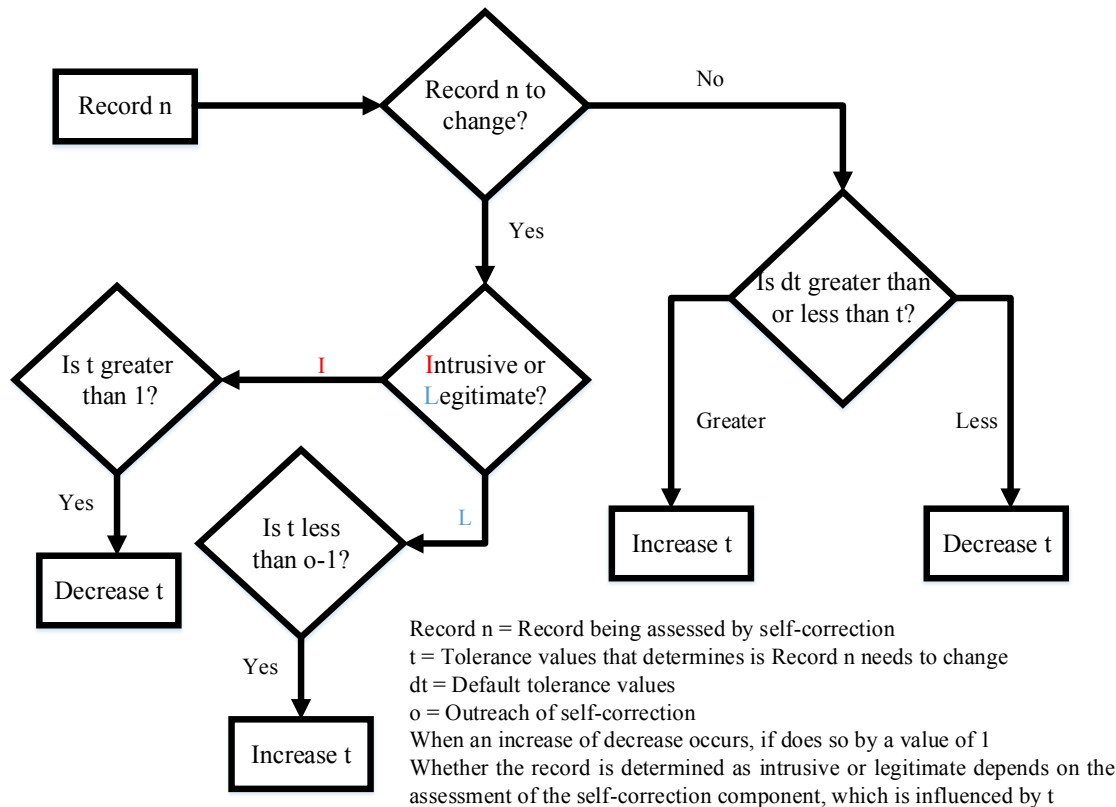 Record n
Record n to
change?
No
Yes
Is dt greater than
or less than t?
Is t greater
than 1?
I
Intrusive or
Legitimate?
Greater
Less
Yes
L
Is t less
than o-1?
Increase t
Decrease t
Decrease t
Yes
Increase t
Record n = Record being assessed by self-correction
t = Tolerance values that determines is Record n needs to change
dt = Default tolerance values
o = Outreach of self-correction
When an increase of decrease occurs, if does so by a value of 1
Whether the record is determined as intrusive or legitimate depends on the
assessment of the self-correction component, which is influenced by t